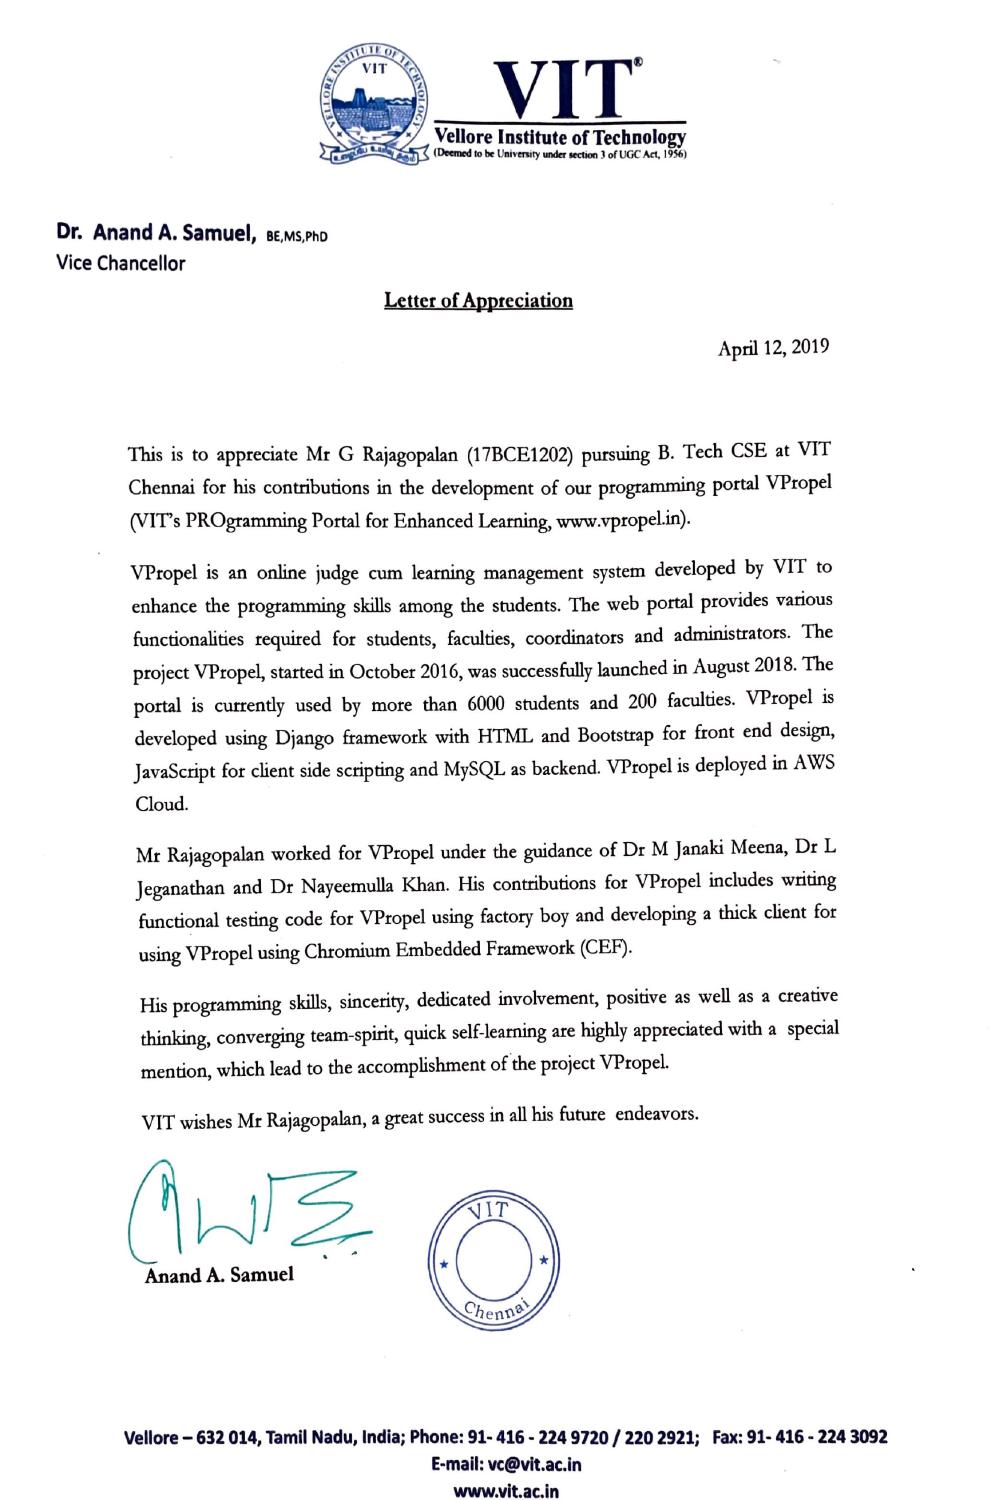 VELLORE INSTITUTE OF TECHNOLOGY
VIT
VIT®
Vellore Institute of Technology
(Deemed to be University under section 3 of UGC Act, 1956)
Dr. Anand A. Samuel, BE,MS,PhD
Vice Chancellor
Letter of Appreciation
April 12, 2019
This is to appreciate Mr G Rajagopalan (17BCE1202) pursuing B. Tech CSE at VIT
Chennai for his contributions in the development of our programming portal VPropel
(VIT's PROgramming Portal for Enhanced Learning, www.vpropel.in).
VPropel is an online judge cum learning management system developed by VIT to
enhance the programming skills among the students. The web portal provides various
functionalities required for students, faculties, coordinators and administrators. The
project VPropel, started in October 2016, was successfully launched in August 2018. The
portal is currently used by more than 6000 students and 200 faculties. VPropel is
developed using Django framework with HTML and Bootstrap for front end design,
JavaScript for client side scripting and MySQL as backend. VPropel is deployed in AWS
Cloud.
Mr Rajagopalan worked for VPropel under the guidance of Dr M Janaki Meena, Dr L
Jeganathan and Dr Nayeemulla Khan. His contributions for VPropel includes writing
functional testing code for VPropel using factory boy and developing a thick client for
using VPropel using Chromium Embedded Framework (CEF).
His programming skills, sincerity, dedicated involvement, positive as well as a creative
thinking, converging team-spirit, quick self-learning are highly appreciated with a special
mention, which lead to the accomplishment of the project VPropel.
VIT wishes Mr Rajagopalan, a great success in all his future endeavors.
Anand A. Samuel
VIT
Chennai
Vellore – 632 014, Tamil Nadu, India; Phone: 91- 416 - 224 9720 / 220 2921; Fax: 91- 416 - 224 3092
E-mail: vc@vit.ac.in
www.vit.ac.in